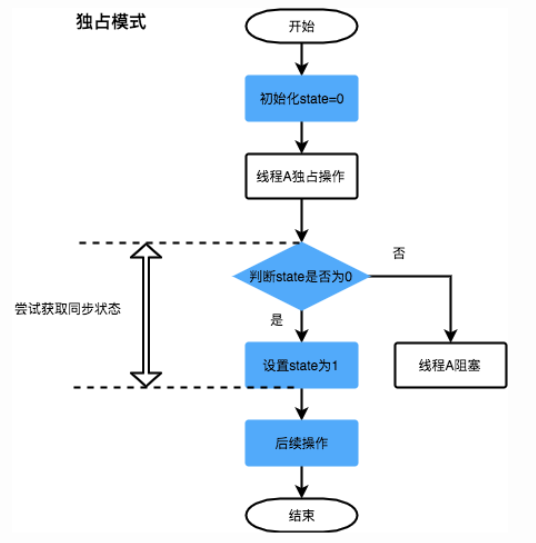 独占模式
开始
初始化state=0
线程A独占操作
判断state是否为0
否
尝试获取同步状态
是
设置state为1
线程A阻塞
后续操作
结束